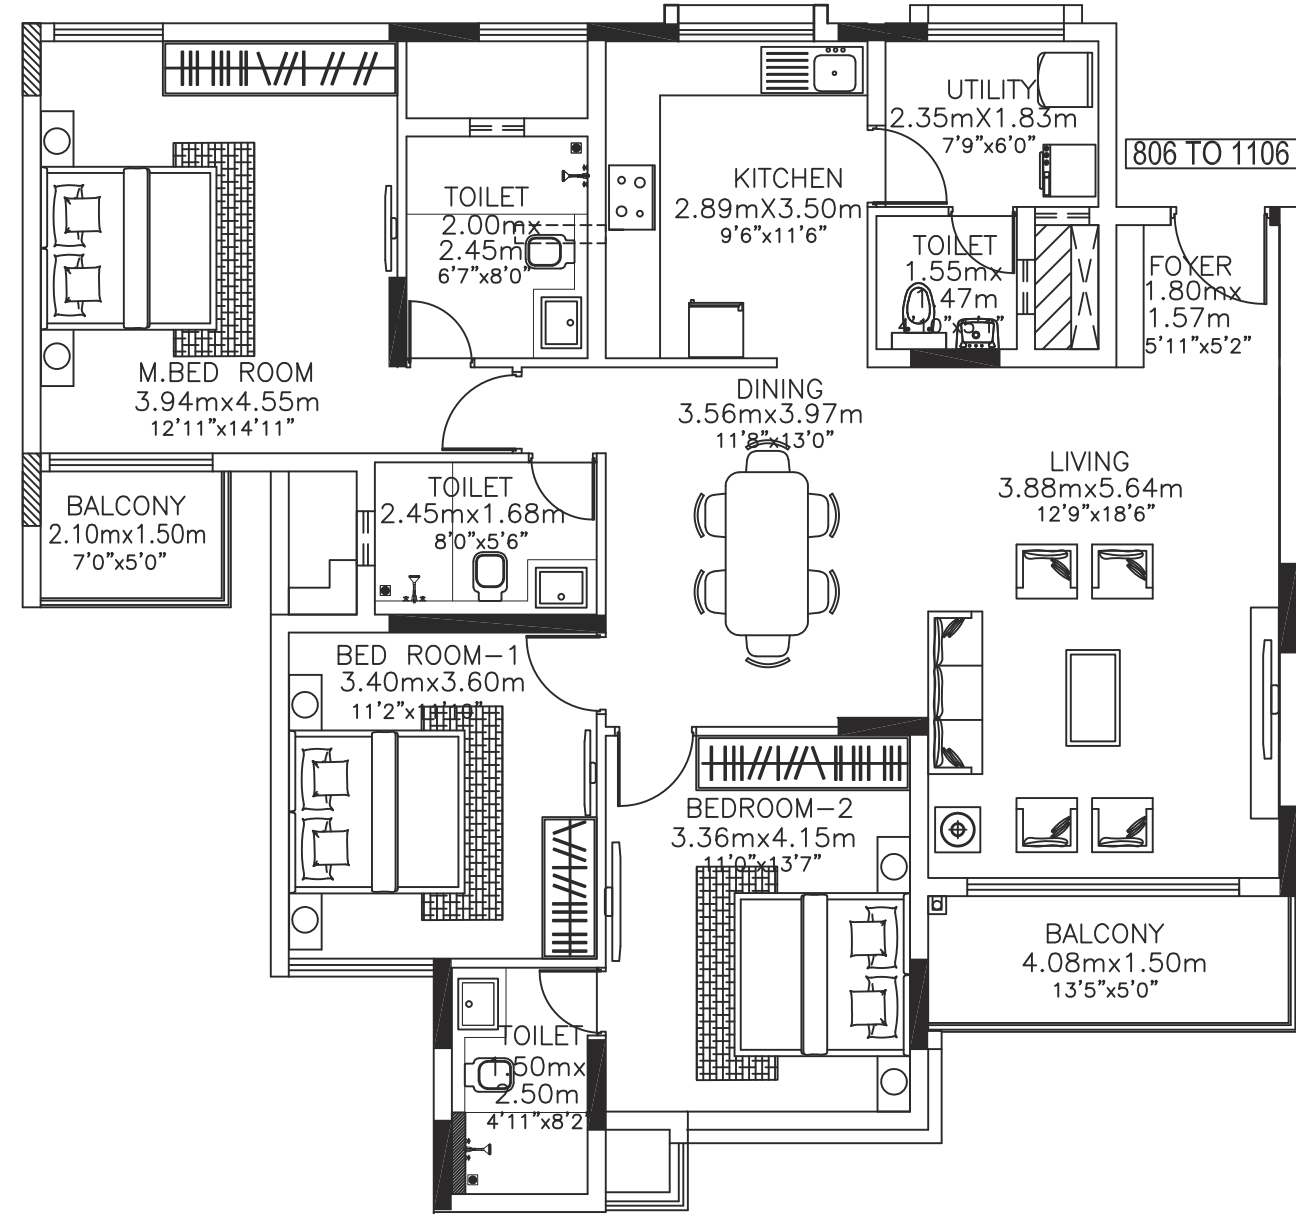 UTILITY
2.35mX1.83m
7'9"x6'0"
806 TO 1106
KITCHEN
2.89mX3.50m
9'6"x11'6"
TOILET
2.00mx
2.45m
6'7"x8'0"
TOILET
1.55mx
1.47m
FOYER
1.80mx
1.57m
5'11"x5'2"
M.BED ROOM
3.94mx4.55m
12'11"x14'11"
DINING
3.56mx3.97m
11'8"x13'0"
LIVING
3.88mx5.64m
12'9"x18'6"
BALCONY
2.10mx1.50m
7'0"x5'0"
TOILET
2.45mx1.68m
8'0"x5'6"
BED ROOM-1
3.40mx3.60m
11'2"x11'10"
BEDROOM-2
3.36mx4.15m
11'0"x13'7"
BALCONY
4.08mx1.50m
13'5"x5'0"
TOILET
1.50mx
2.50m
4'11"x8'2"